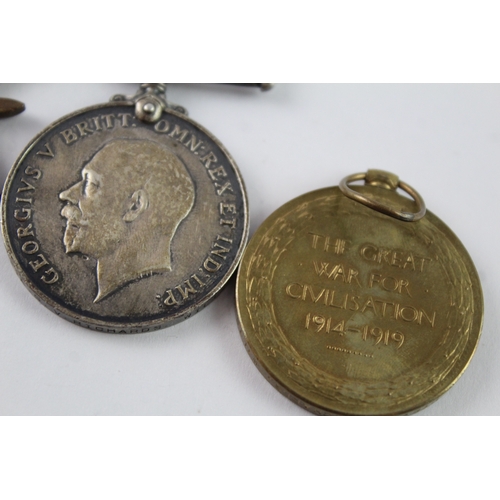 GEORGIVS V BRITT: OMN: REX ET IND: IMP:
THE GREAT
WAR FOR
CIVILISATION
1914-1919